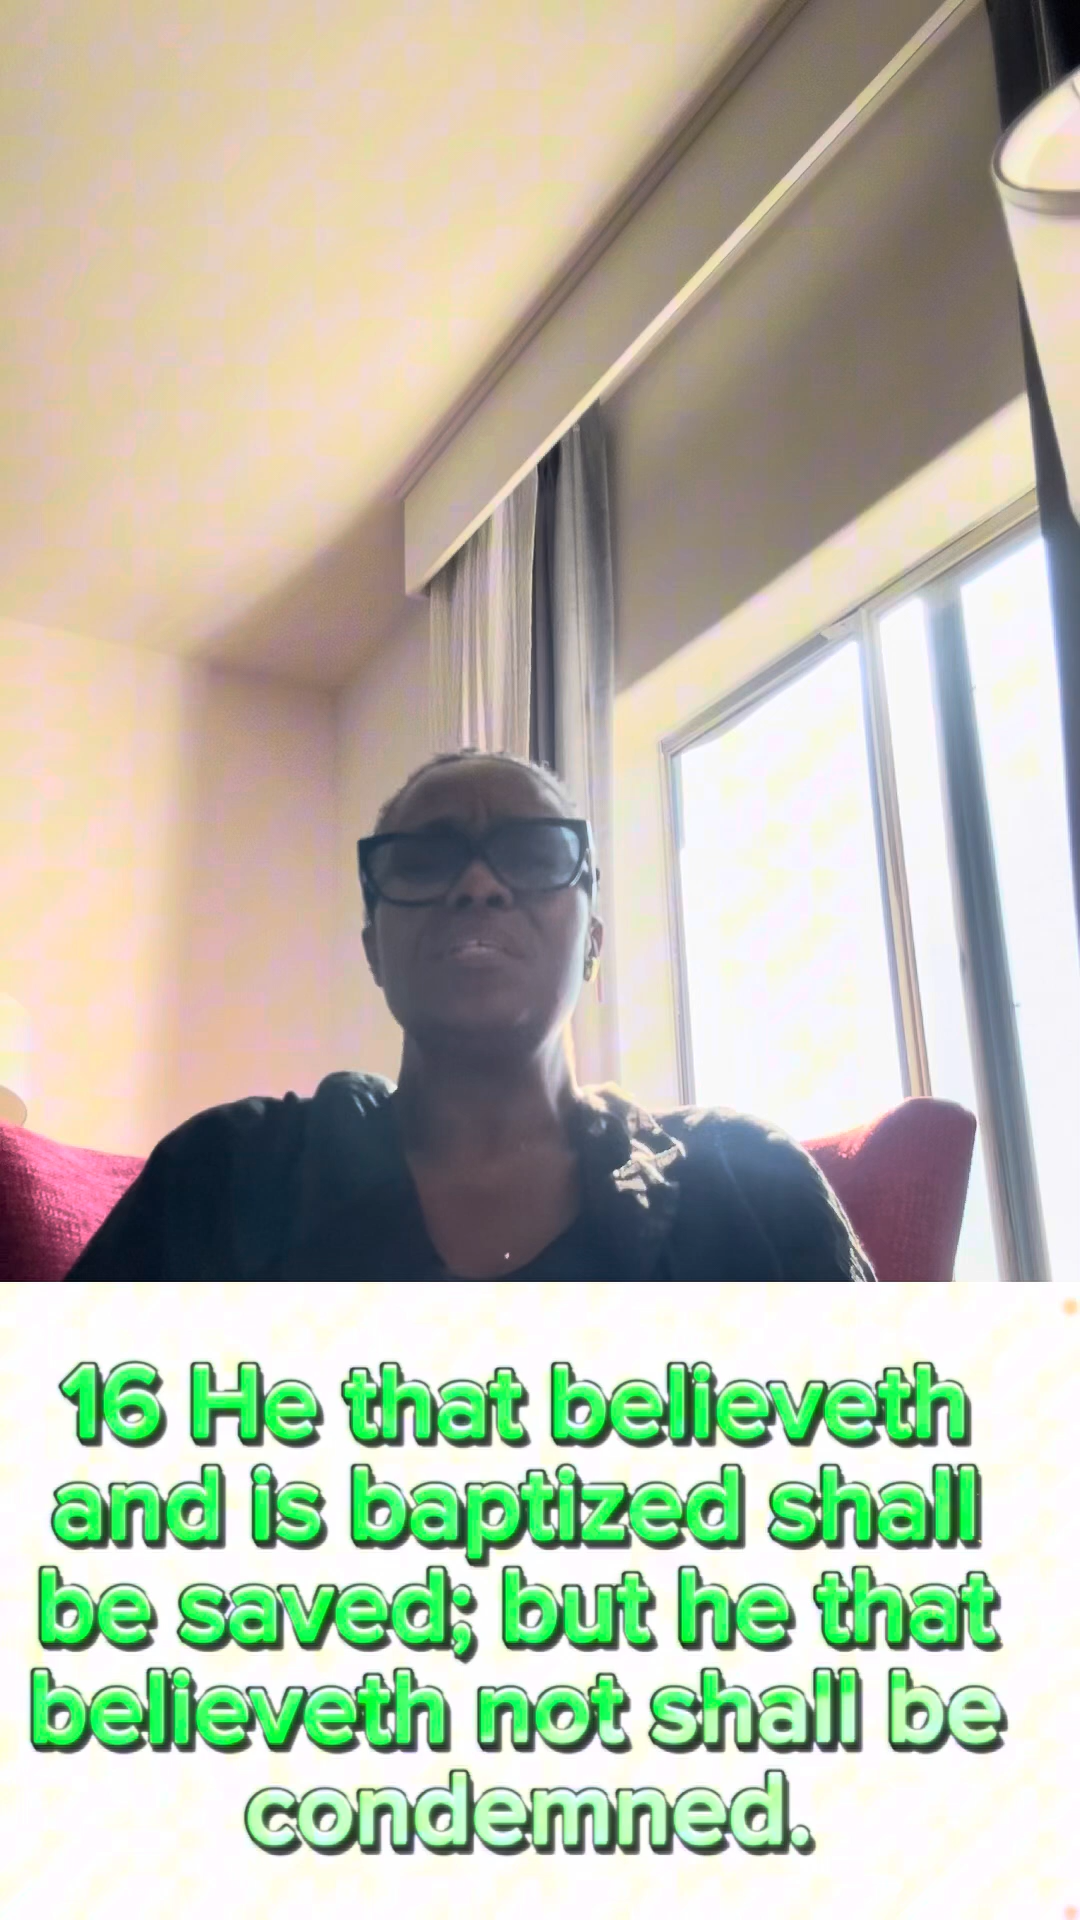 16 He that believeth
and is baptized shall
be saved; but he that
believeth not shall be
condemned.